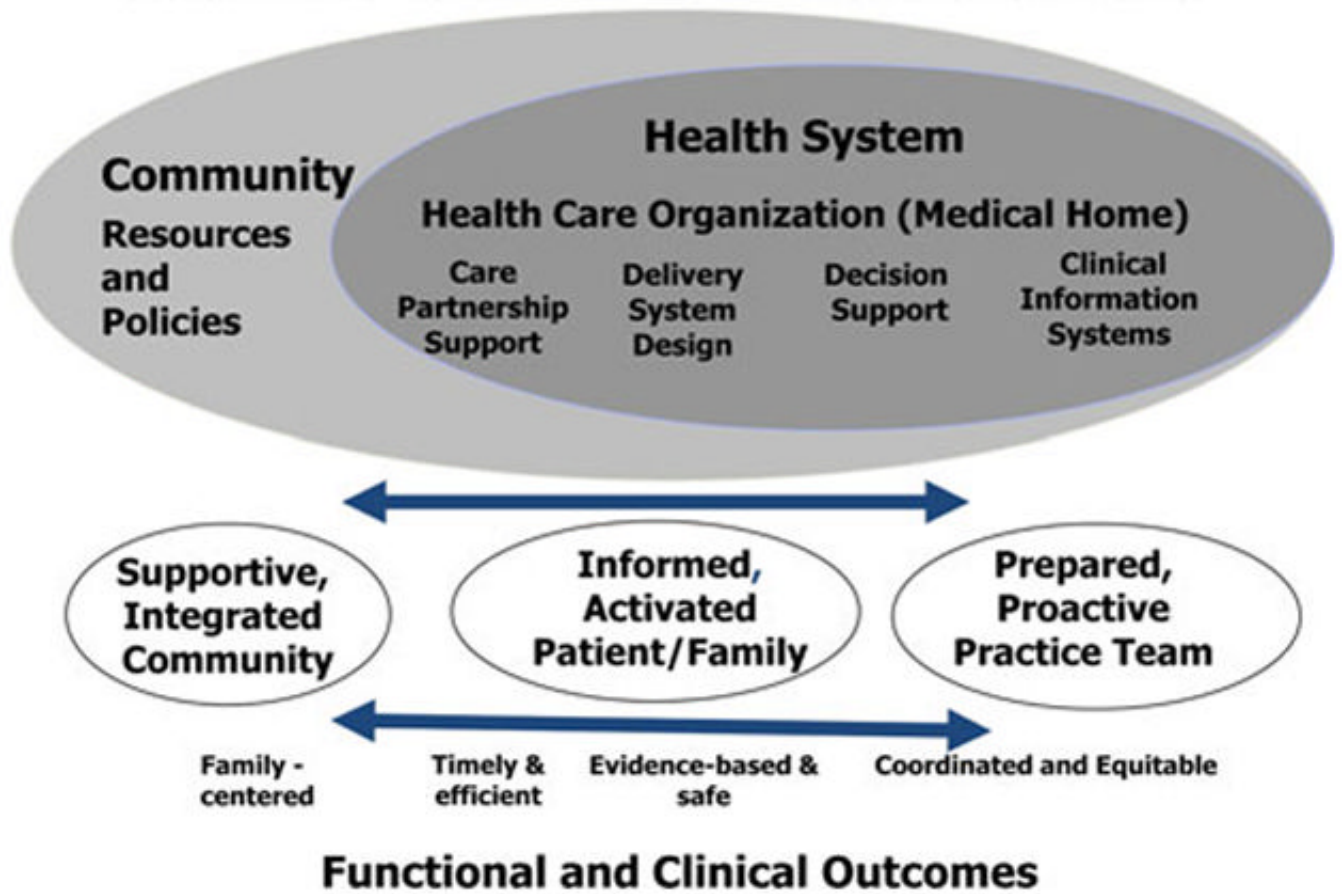 Health System
Community
Resources
and
Policies
Health Care Organization (Medical Home)
Care
Partnership
Support
Delivery
System
Design
Decision
Support
Clinical
Information
Systems
Supportive,
Integrated
Community
Informed,
Activated
Patient/Family
Prepared,
Proactive
Practice Team
Family -
centered
Timely &
efficient
Evidence-based &
safe
Coordinated and Equitable
Functional and Clinical Outcomes